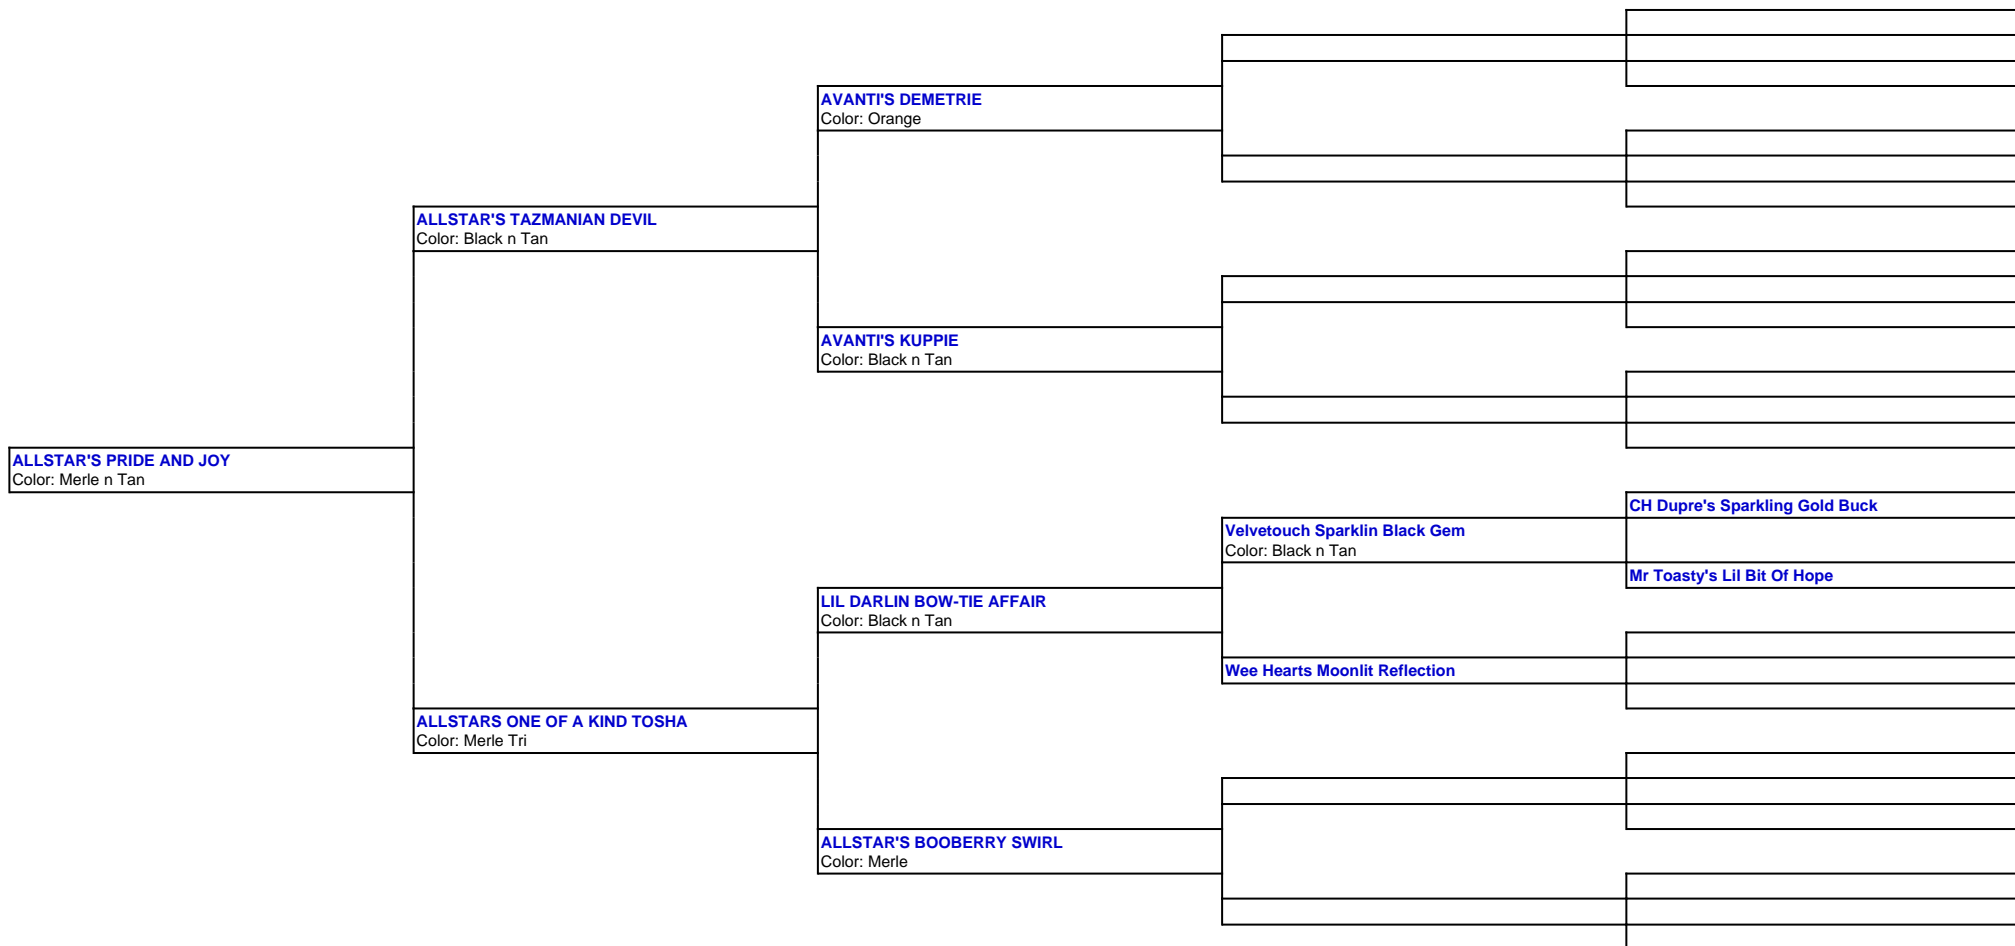 AVANTI'S DEMETRIE
Color: Orange
ALLSTAR'S TAZMANIAN DEVIL
Color: Black n Tan
AVANTI'S KUPPIE
Color: Black n Tan
ALLSTAR'S PRIDE AND JOY
Color: Merle n Tan
CH Dupre's Sparkling Gold Buck
Velvetouch Sparklin Black Gem
Color: Black n Tan
Mr Toasty's Lil Bit Of Hope
LIL DARLIN BOW-TIE AFFAIR
Color: Black n Tan
Wee Hearts Moonlit Reflection
ALLSTARS ONE OF A KIND TOSHA
Color: Merle Tri
ALLSTAR'S BOOBERRY SWIRL
Color: Merle